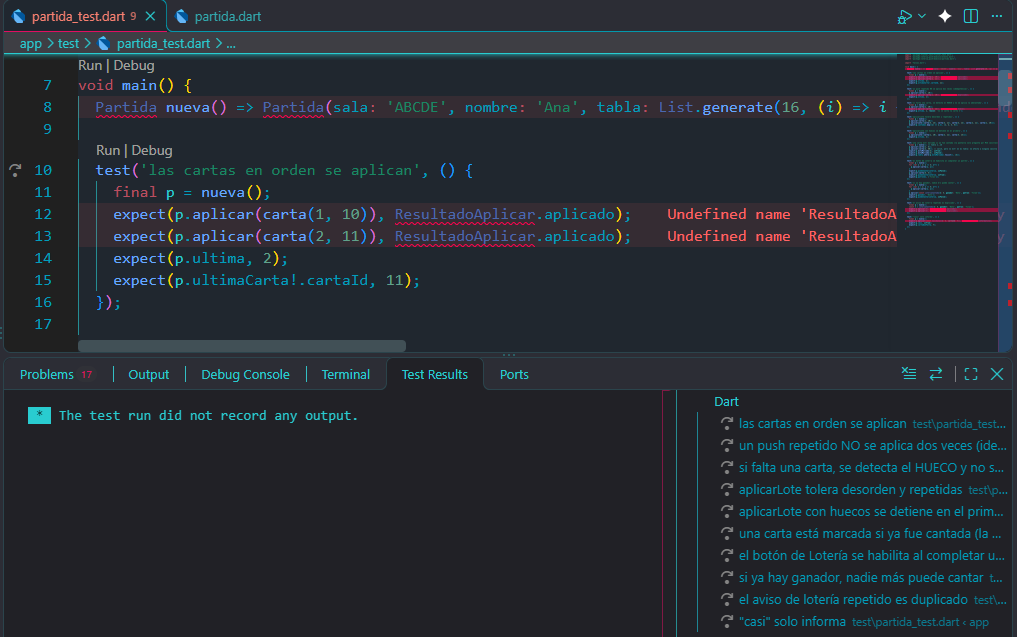 partida_test.dart 9
partida.dart
app > test > partida_test.dart > ...
Run | Debug
7 void main() {
8 Partida nueva() => Partida(sala: 'ABCDE', nombre: 'Ana', tabla: List.generate(16, (i) => i
9
Run | Debug
10 test('las cartas en orden se aplican', () {
11 final p = nueva();
12 expect(p.aplicar(carta(1, 10)), ResultadoAplicar.aplicado); Undefined name 'ResultadoA
13 expect(p.aplicar(carta(2, 11)), ResultadoAplicar.aplicado); Undefined name 'ResultadoA
14 expect(p.ultima, 2);
15 expect(p.ultimaCarta!.cartaId, 11);
16 });
17
Problems 17 | Output | Debug Console | Terminal Test Results Ports
* The test run did not record any output.
Dart
las cartas en orden se aplican test\partida_test...
un push repetido NO se aplica dos veces (ide...
si falta una carta, se detecta el HUECO y no s...
aplicarLote tolera desorden y repetidas test\p...
aplicarLote con huecos se detiene en el prim...
una carta está marcada si ya fue cantada (la ...
el botón de Lotería se habilita al completar u...
si ya hay ganador, nadie más puede cantar t...
el aviso de lotería repetido es duplicado test\...
"casi" solo informa test\partida_test.dart ‹ app